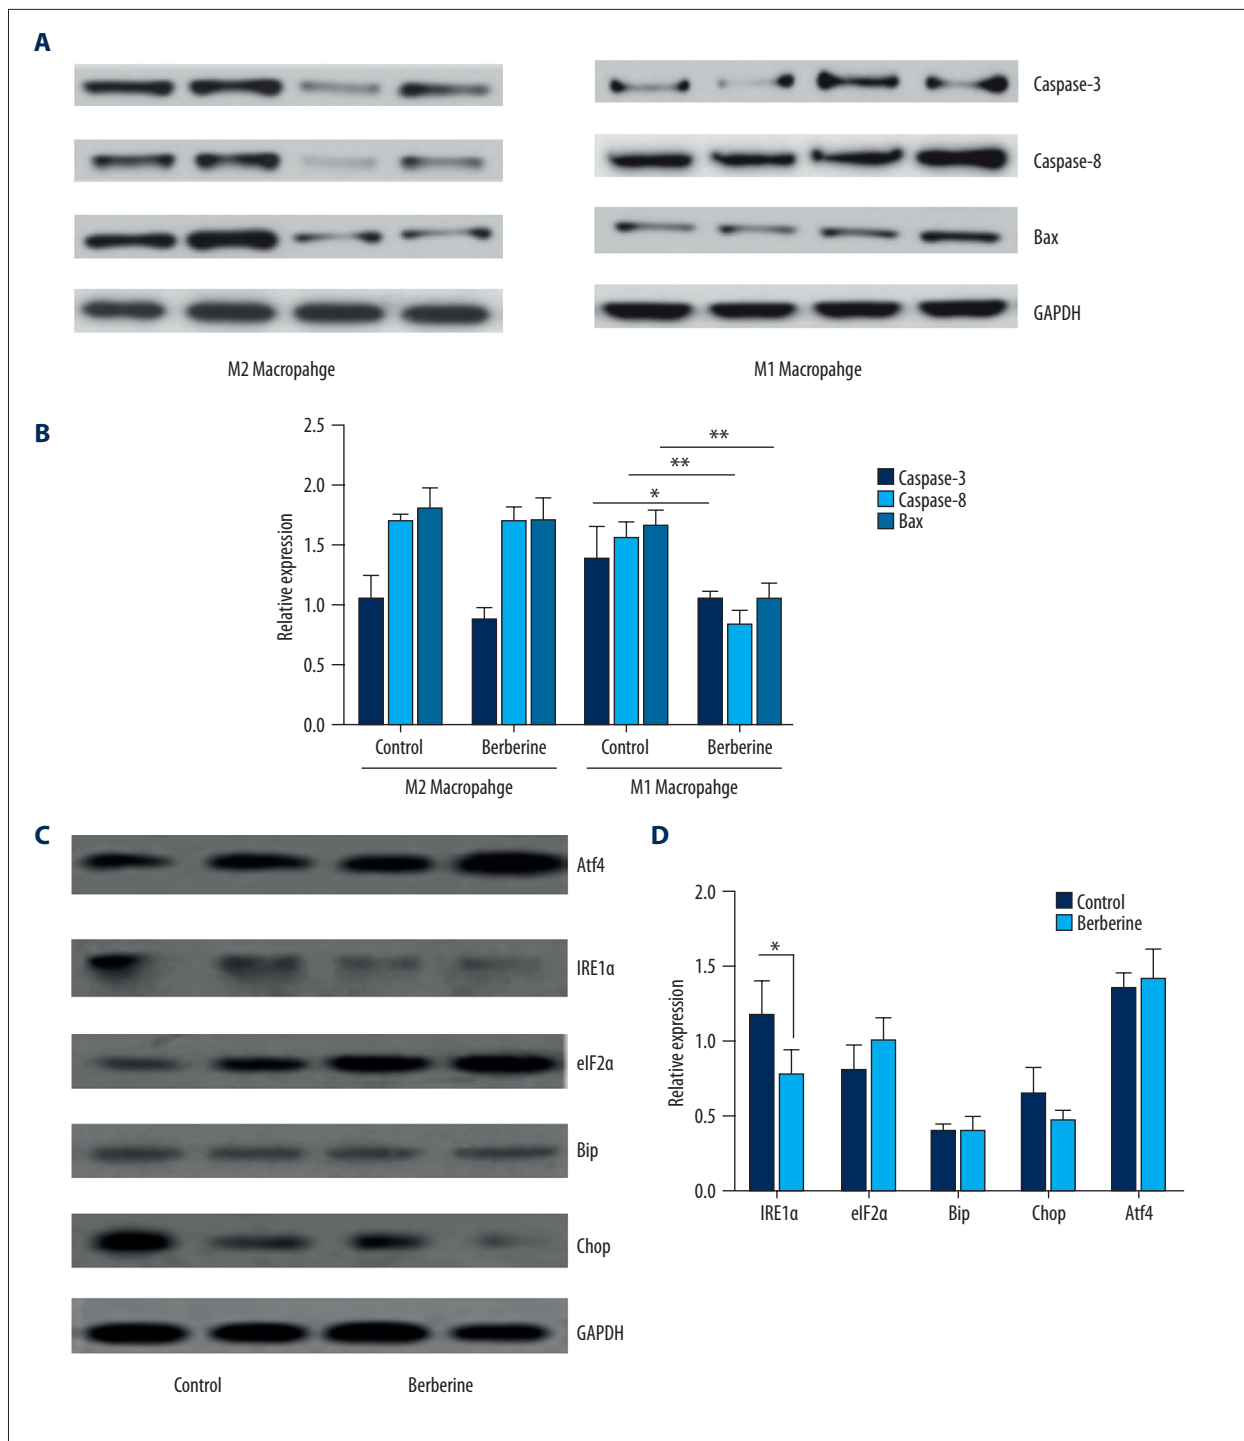 A
Caspase-3
Caspase-8
Bax
GAPDH
M2 Macropahge
M1 Macropahge
B
2.5
2.0
1.5
1.0
0.5
0.0
Relative expression
**
**
*
Caspase-3
Caspase-8
Bax
Control
Berberine
Control
Berberine
M2 Macropahge
M1 Macropahge
C
Atf4
IRE1α
eIF2α
Bip
Chop
GAPDH
Control
Berberine
D
2.0
1.5
1.0
0.5
0.0
Relative expression
*
Control
Berberine
IRE1α
eIF2α
Bip
Chop
Atf4